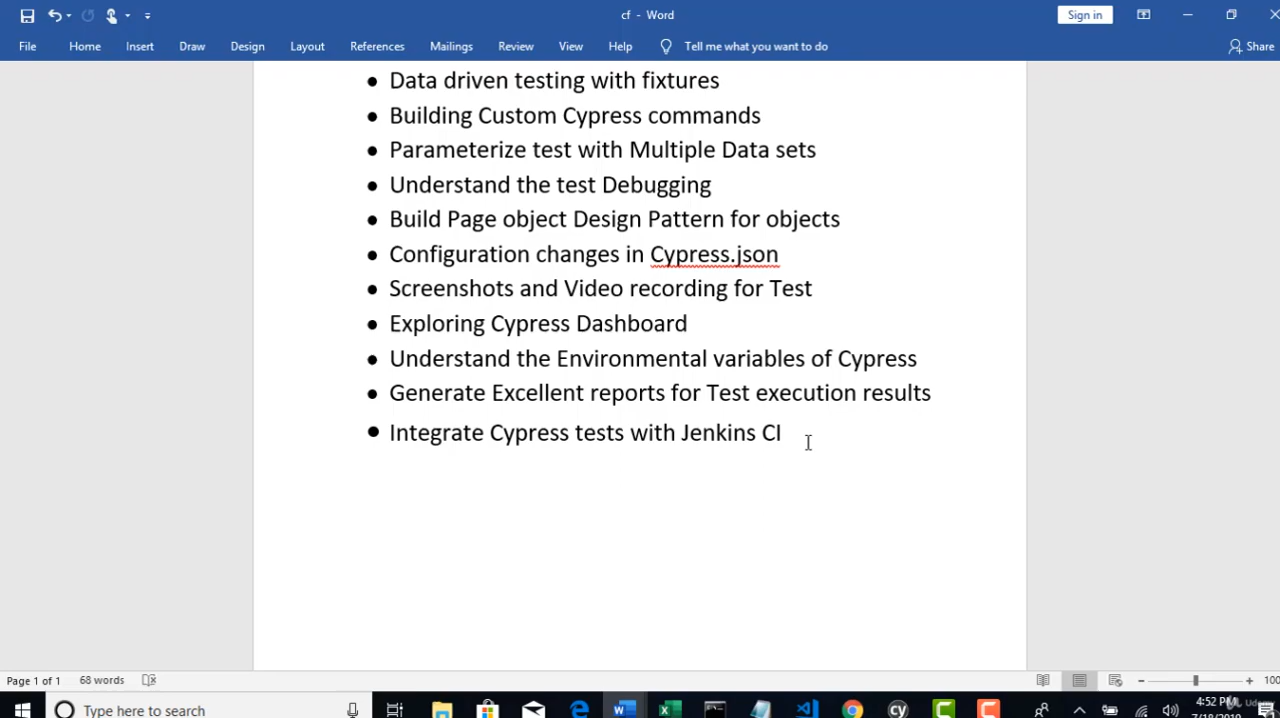 cf - Word
Sign in
File Home Insert Draw Design Layout References Mailings Review View Help Tell me what you want to do Share
Data driven testing with fixtures
Building Custom Cypress commands
Parameterize test with Multiple Data sets
Understand the test Debugging
Build Page object Design Pattern for objects
Configuration changes in Cypress.json
Screenshots and Video recording for Test
Exploring Cypress Dashboard
Understand the Environmental variables of Cypress
Generate Excellent reports for Test execution results
Integrate Cypress tests with Jenkins CI
Page 1 of 1 68 words 100
Type here to search
cy
4:52 PM